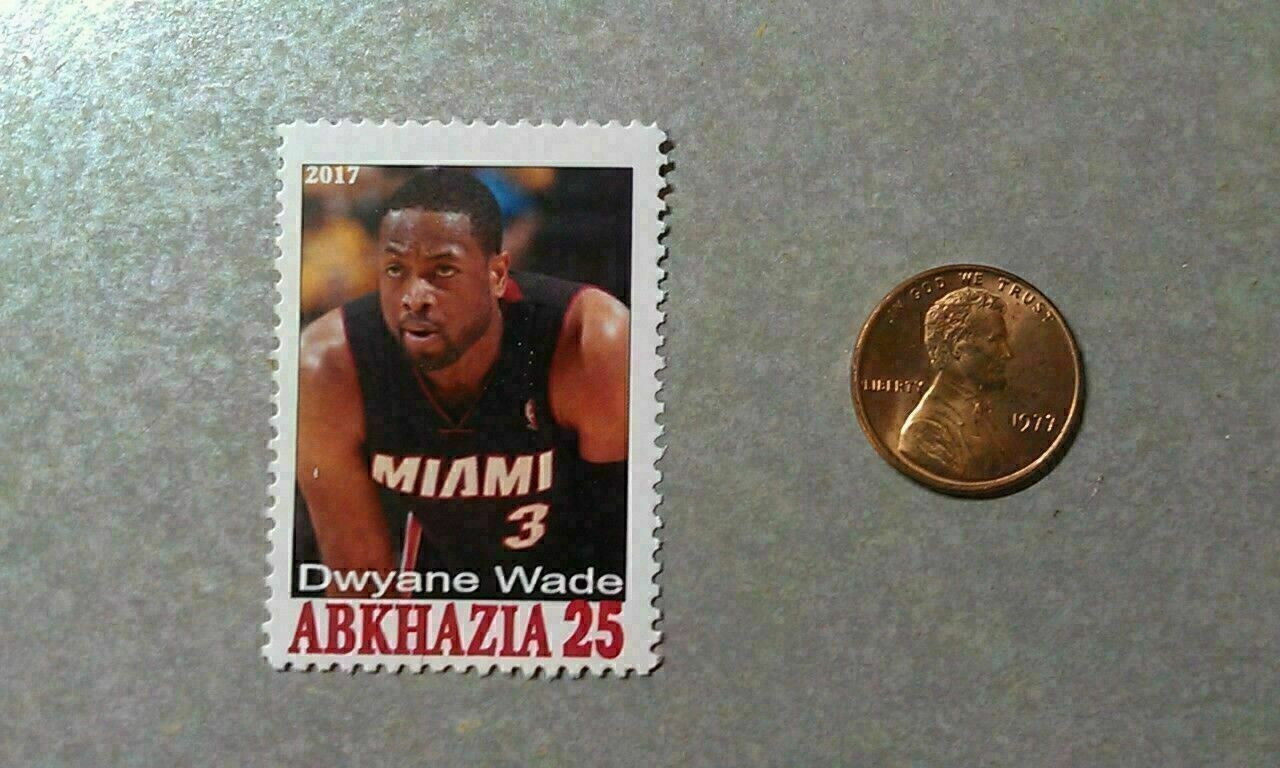 2017
MIAMI
3
Dwyane Wade
ABKHAZIA 25
IN GOD WE TRUST
LIBERTY
1977